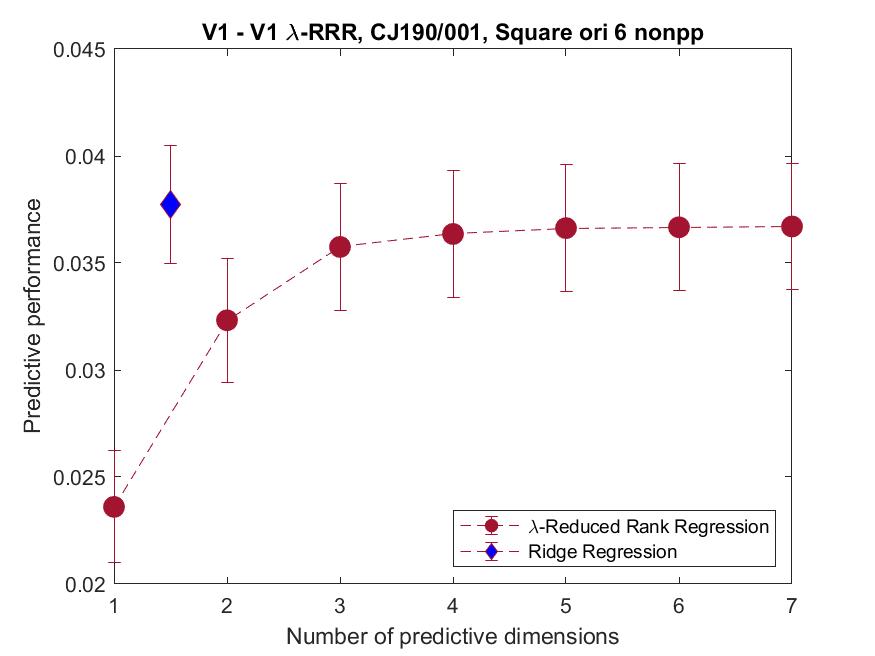 V1 - V1 λ-RRR, CJ190/001, Square ori 6 nonpp
0.045
0.04
0.035
0.03
0.025
0.02
Predictive performance
λ-Reduced Rank Regression
Ridge Regression
1 2 3 4 5 6 7
Number of predictive dimensions